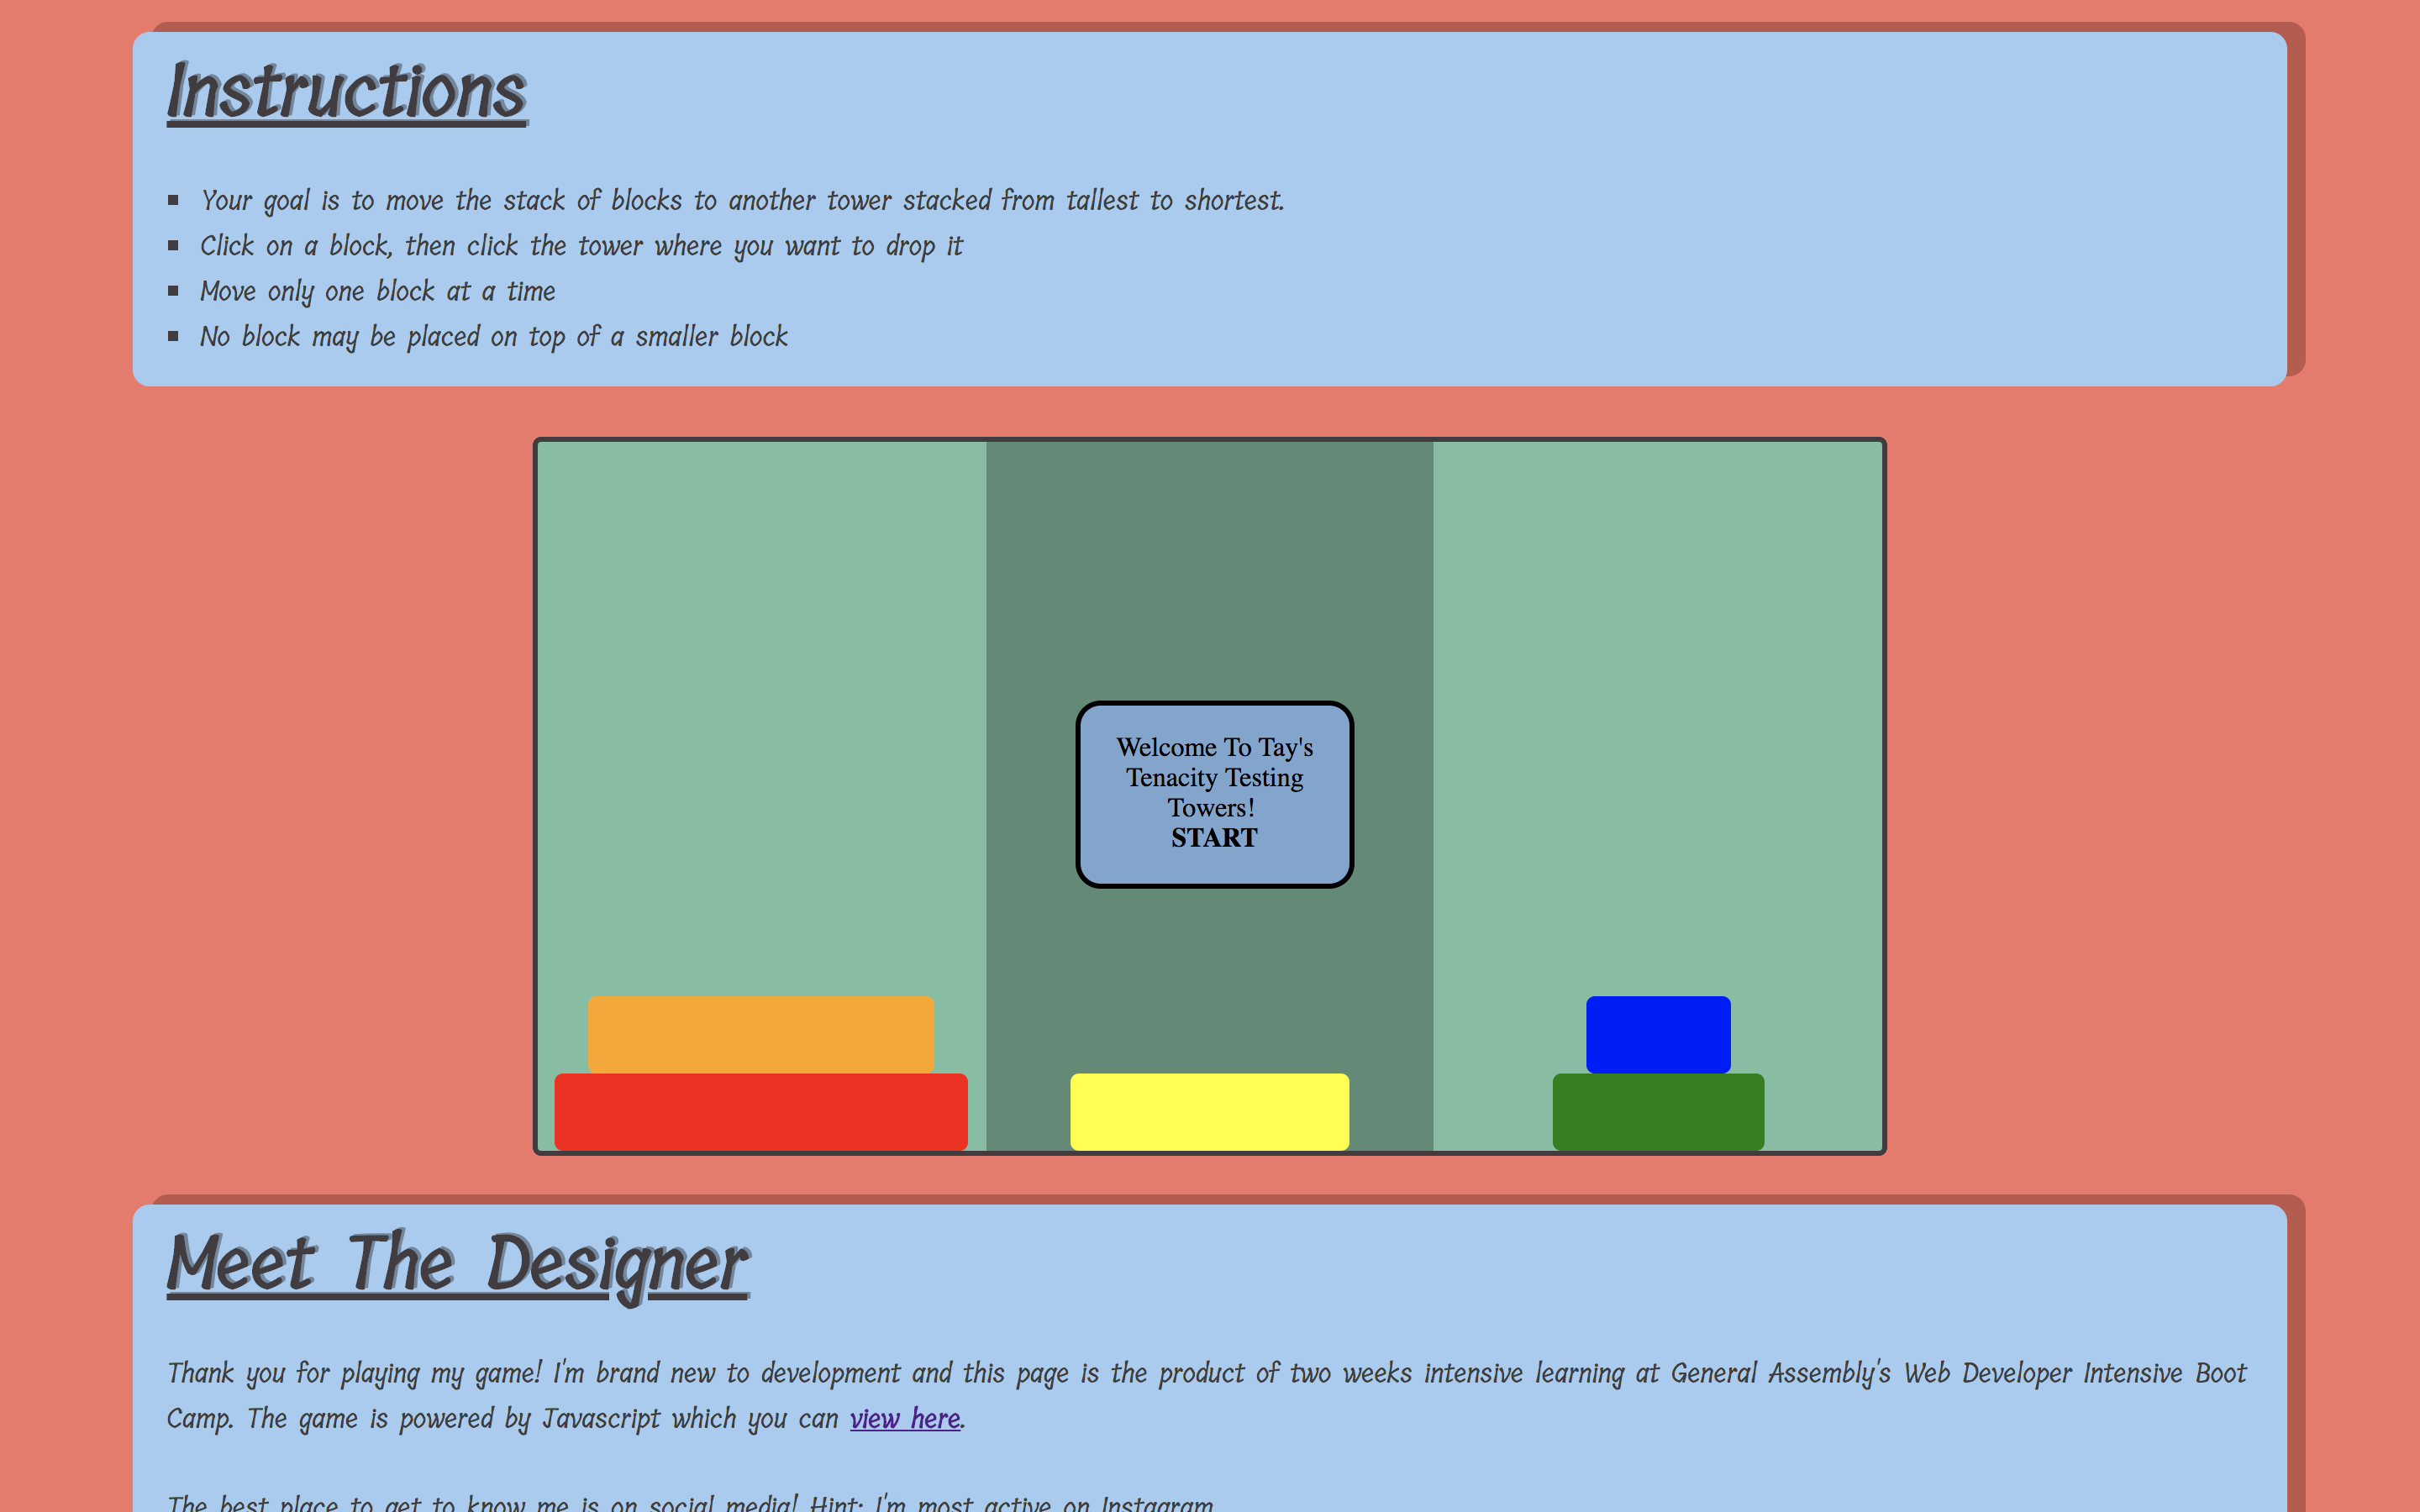 Instructions
Your goal is to move the stack of blocks to another tower stacked from tallest to shortest.
Click on a block, then click the tower where you want to drop it
Move only one block at a time
No block may be placed on top of a smaller block
Welcome To Tay's
Tenacity Testing
Towers!
START
Meet The Designer
Thank you for playing my game! I'm brand new to development and this page is the product of two weeks intensive learning at General Assembly's Web Developer Intensive Boot
Camp. The game is powered by Javascript which you can view here.
The best place to get to know me is on social media! Hint: I'm most active on Instagram